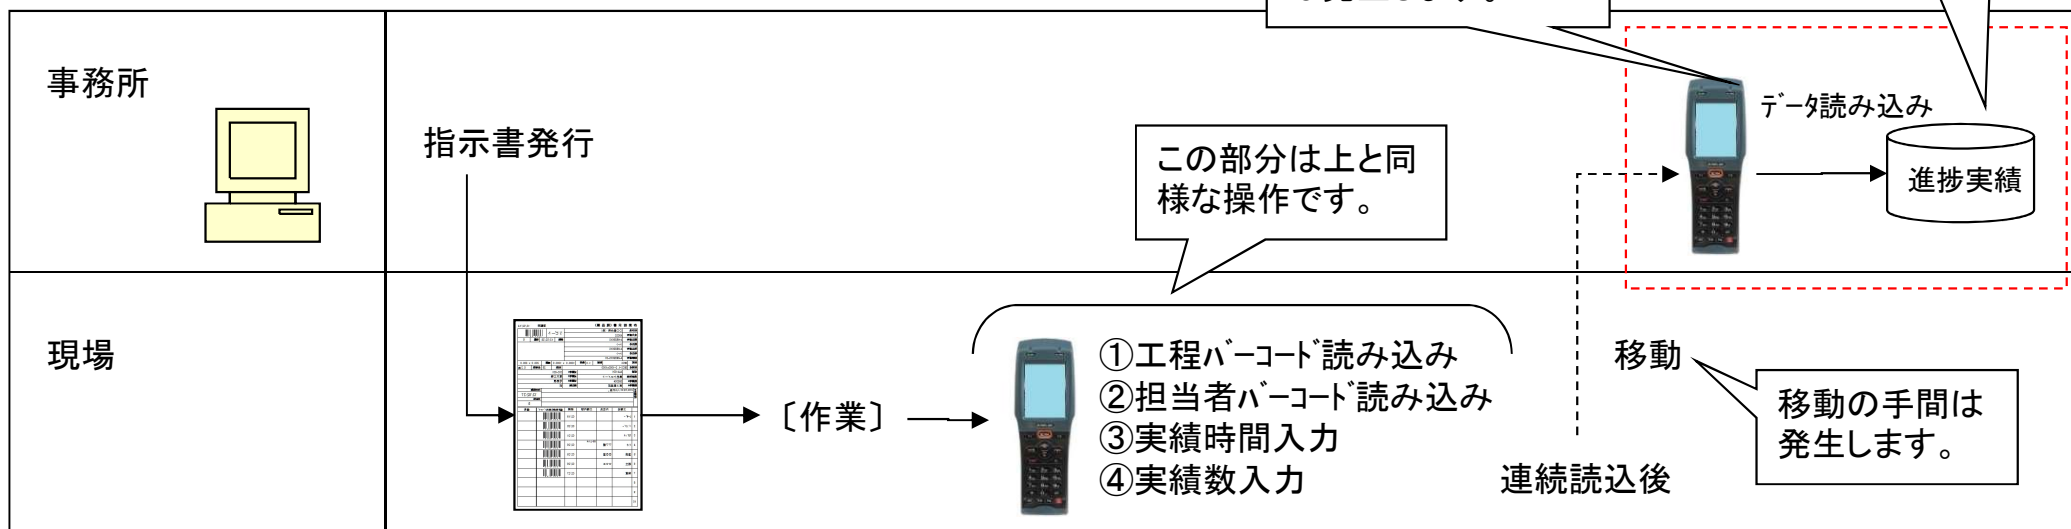 事務所
指示書発行
この部分は上と同
様な操作です。
ﾃﾞｰﾀ読み込み
進捗実績
現場
〔作業〕
①工程ﾊﾞｰｺｰﾄﾞ読み込み
②担当者ﾊﾞｰｺｰﾄﾞ読み込み
③実績時間入力
④実績数入力
移動
連続読込後
移動の手間は
発生します。